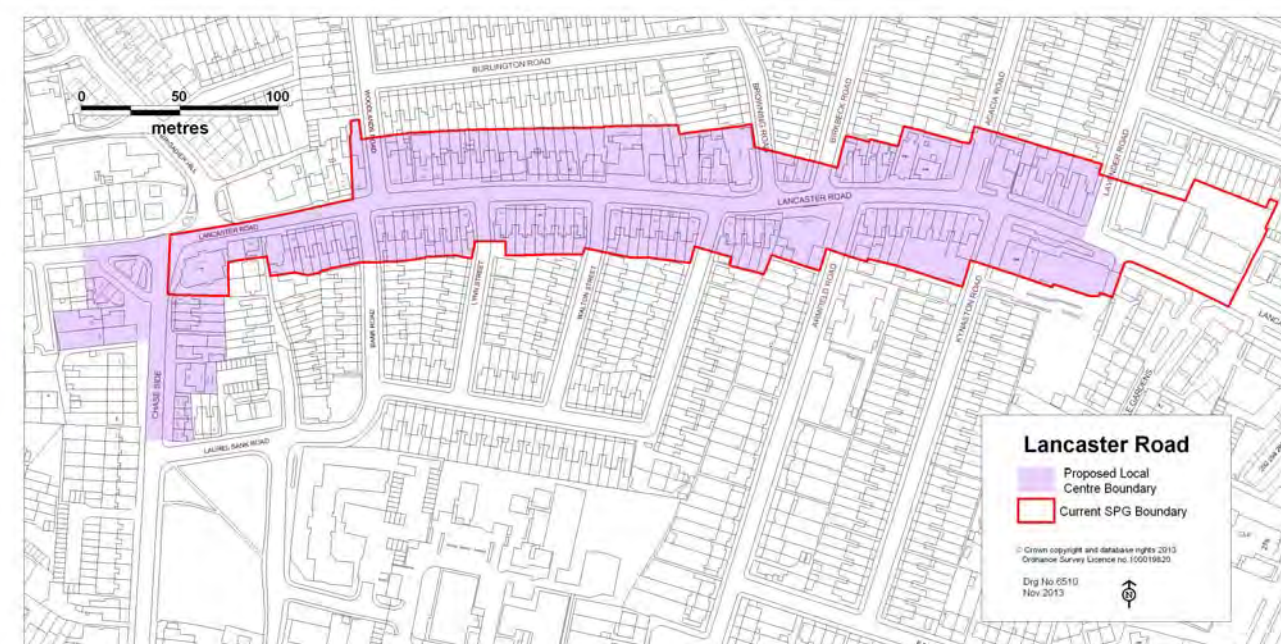 BURLINGTON ROAD
0 50 100
metres
WOODLANDS ROAD
BROWNING ROAD
BIRKBECK ROAD
ACACIA ROAD
LAVENDER ROAD
LANCASTER ROAD
LANCASTER ROAD
LYNN STREET
WALTON STREET
BANK ROAD
ARMFIELD ROAD
KYNASTON ROAD
CHASE SIDE
LAUREL BANK ROAD
GARDENS
Lancaster Road
Proposed Local
Centre Boundary
Current SPG Boundary
© Crown copyright and database rights 2013
Ordnance Survey Licence no.100019820
Drg No 6510
Nov 2013
N